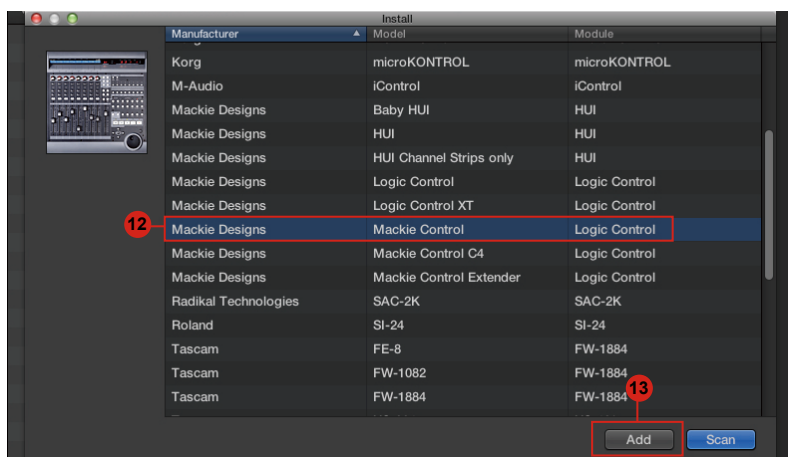 Install
Manufacturer Model Module
Korg microKONTROL microKONTROL
M-Audio iControl iControl
Mackie Designs Baby HUI HUI
Mackie Designs HUI HUI
Mackie Designs HUI Channel Strips only HUI
Mackie Designs Logic Control Logic Control
Mackie Designs Logic Control XT Logic Control
12 Mackie Designs Mackie Control Logic Control
Mackie Designs Mackie Control C4 Logic Control
Mackie Designs Mackie Control Extender Logic Control
Radikal Technologies SAC-2K SAC-2K
Roland SI-24 SI-24
Tascam FE-8 FW-1884
Tascam FW-1082 FW-1884
Tascam FW-1884 FW-1884
13
Add Scan